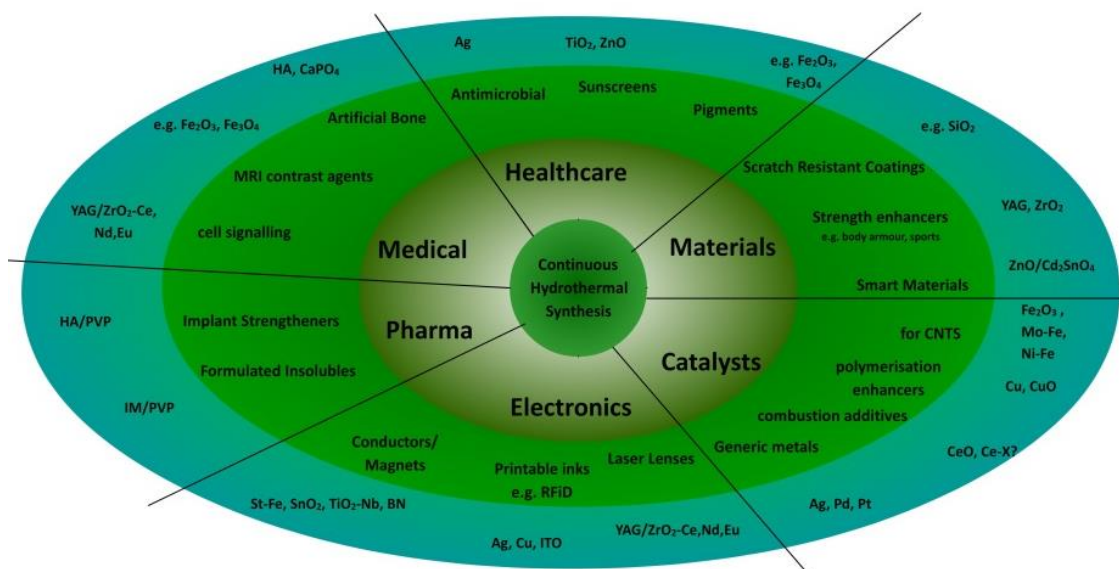 Ag
TiO₂, ZnO
e.g. Fe₂O₃,
Fe₃O₄
HA, CaPO₄
Antimicrobial
Sunscreens
Pigments
Artificial Bone
e.g. Fe₂O₃, Fe₃O₄
e.g. SiO₂
MRI contrast agents
Healthcare
Scratch Resistant Coatings
YAG/ZrO₂-Ce,
Nd,Eu
cell signalling
Strength enhancers
e.g. body armour, sports
YAG, ZrO₂
Medical
Materials
Continuous
Hydrothermal
Synthesis
Smart Materials
ZnO/Cd₂SnO₄
HA/PVP
Implant Strengtheners
Pharma
for CNTS
Fe₂O₃ ,
Mo-Fe,
Ni-Fe
Formulated Insolubles
Catalysts
polymerisation
enhancers
Cu, CuO
IM/PVP
Electronics
combustion additives
Conductors/
Magnets
Printable inks
e.g. RFiD
Laser Lenses
Generic metals
CeO, Ce-X?
St-Fe, SnO₂, TiO₂-Nb, BN
Ag, Cu, ITO
YAG/ZrO₂-Ce,Nd,Eu
Ag, Pd, Pt